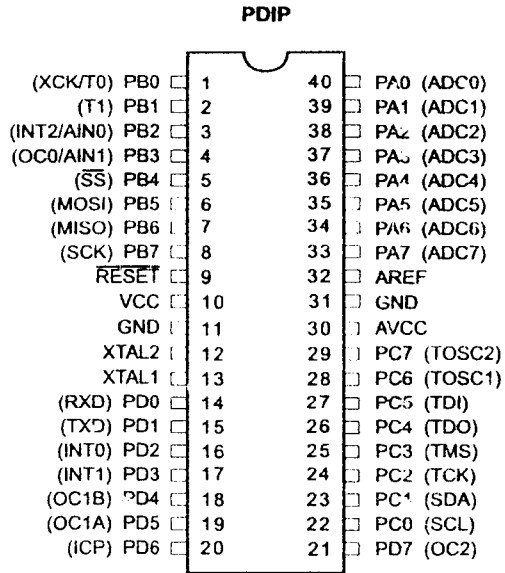 PDIP
(XCK/T0) PB0 1 40 PA0 (ADC0)
(T1) PB1 2 39 PA1 (ADC1)
(INT2/AIN0) PB2 3 38 PA2 (ADC2)
(OC0/AIN1) PB3 4 37 PA3 (ADC3)
(S̅S̅) PB4 5 36 PA4 (ADC4)
(MOSI) PB5 6 35 PA5 (ADC5)
(MISO) PB6 7 34 PA6 (ADC6)
(SCK) PB7 8 33 PA7 (ADC7)
R̅E̅S̅E̅T̅ 9 32 AREF
VCC 10 31 GND
GND 11 30 AVCC
XTAL2 12 29 PC7 (TOSC2)
XTAL1 13 28 PC6 (TOSC1)
(RXD) PD0 14 27 PC5 (TDI)
(TXD) PD1 15 26 PC4 (TDO)
(INT0) PD2 16 25 PC3 (TMS)
(INT1) PD3 17 24 PC2 (TCK)
(OC1B) PD4 18 23 PC1 (SDA)
(OC1A) PD5 19 22 PC0 (SCL)
(ICP) PD6 20 21 PD7 (OC2)